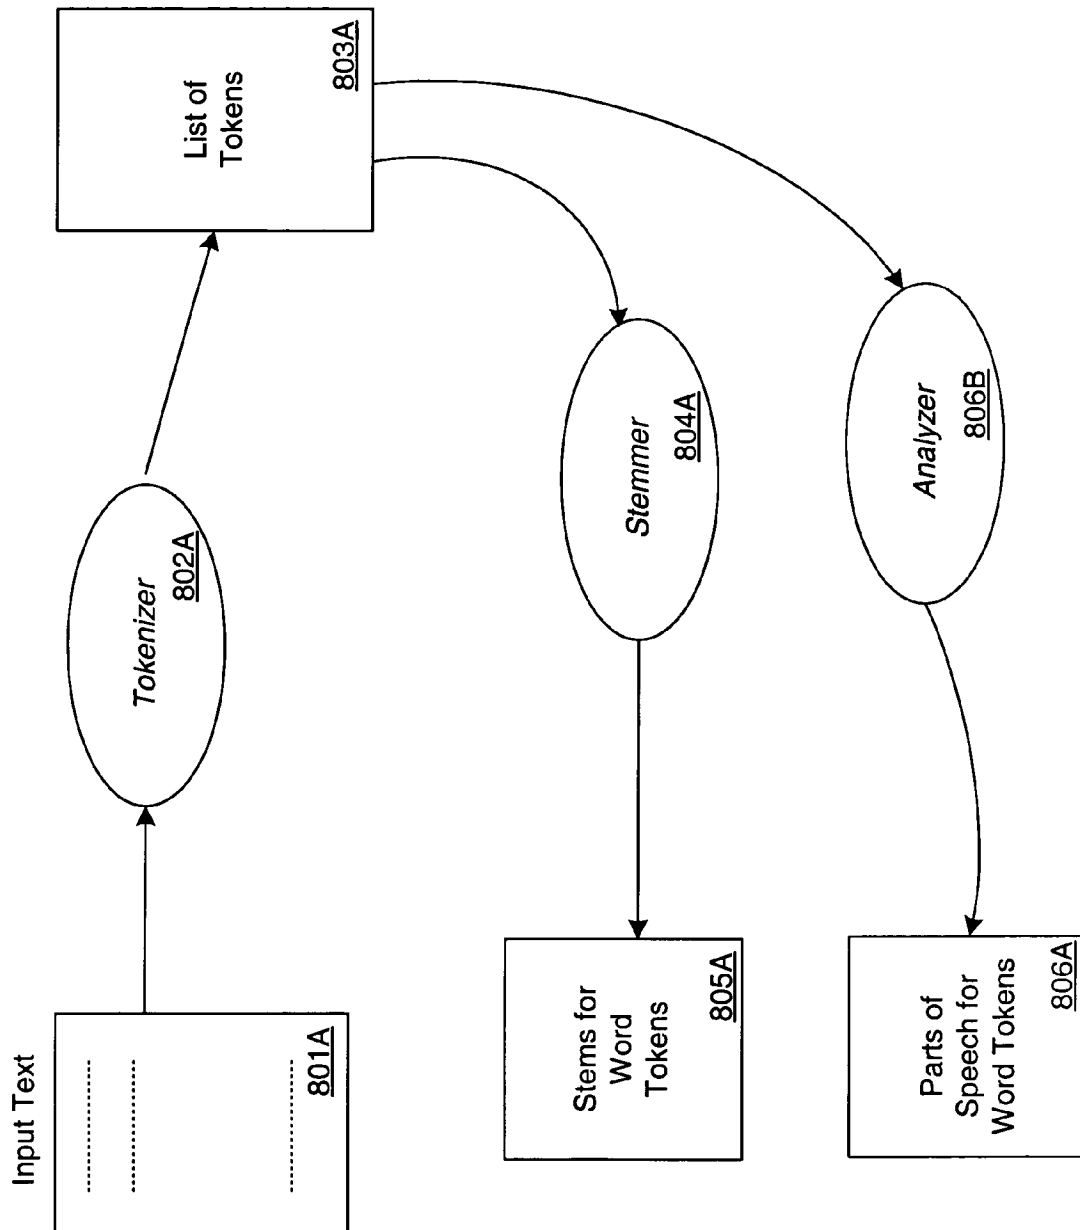 Input Text
801A
Tokenizer
802A
List of
Tokens
803A
Stems for
Word
Tokens
805A
Stemmer
804A
Parts of
Speech for
Word Tokens
806A
Analyzer
806B